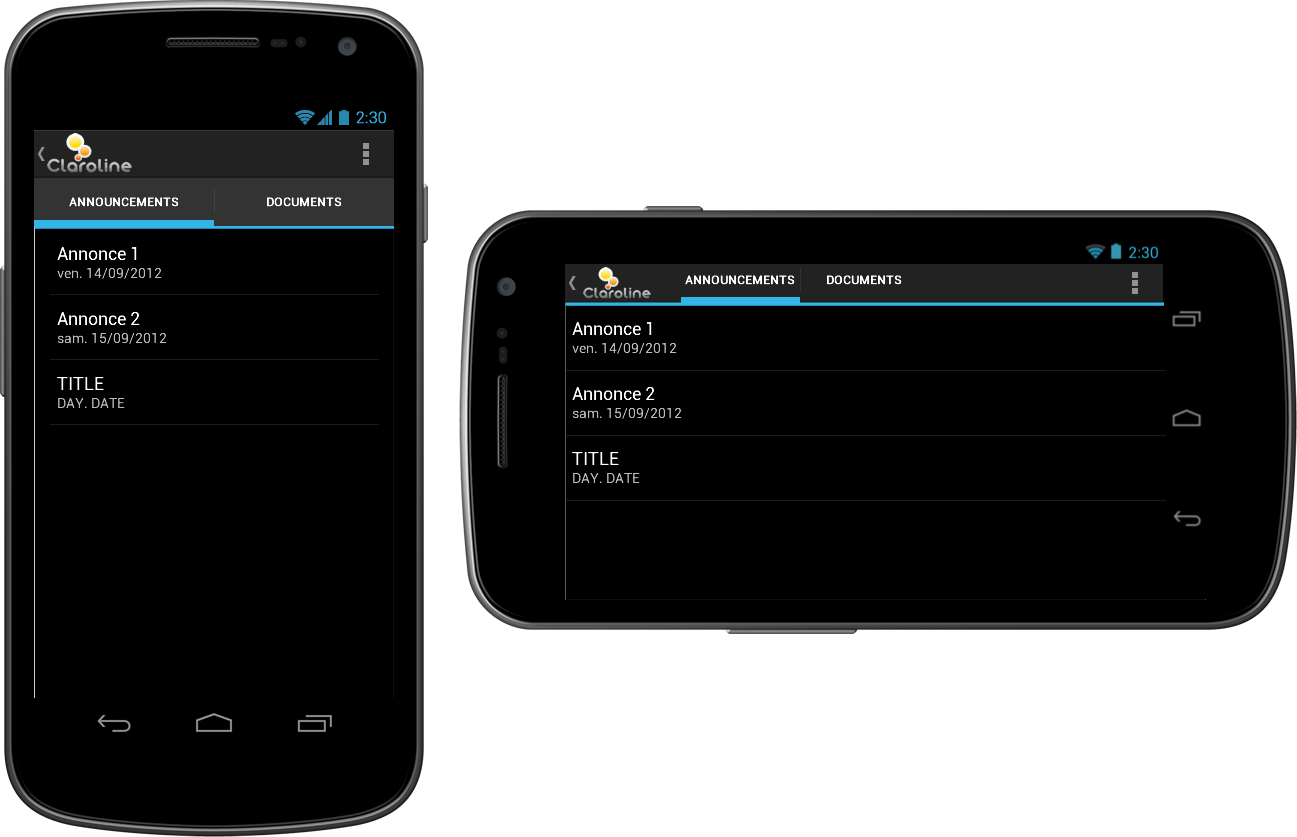 2:30
Claroline
ANNOUNCEMENTS DOCUMENTS
Annonce 1
ven. 14/09/2012
Annonce 2
sam. 15/09/2012
TITLE
DAY. DATE
2:30
Claroline ANNOUNCEMENTS DOCUMENTS
Annonce 1
ven. 14/09/2012
Annonce 2
sam. 15/09/2012
TITLE
DAY. DATE